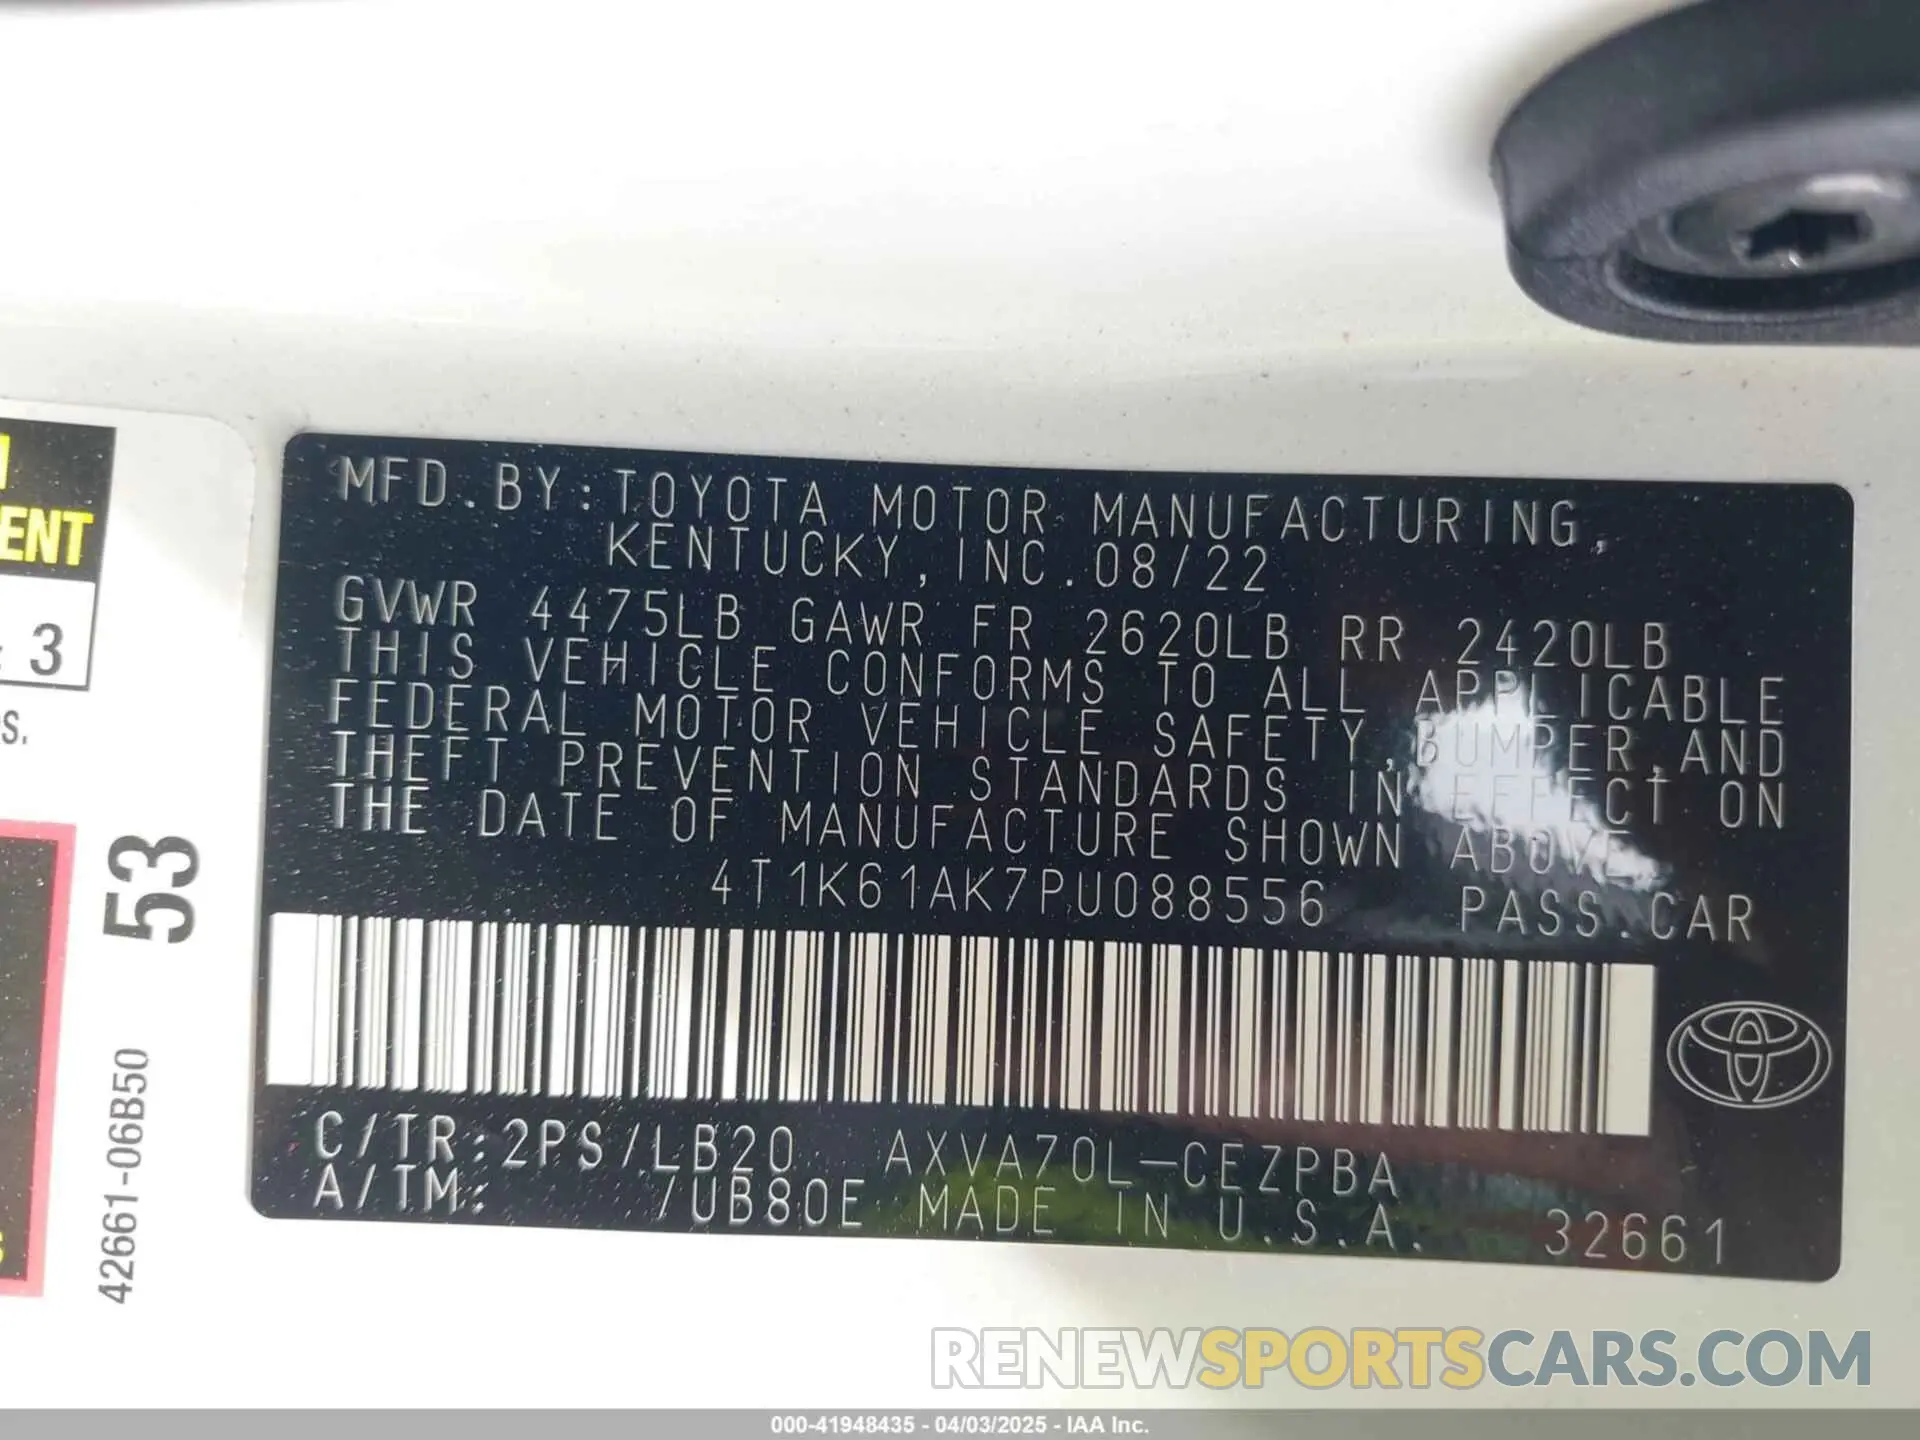 MFD.BY:TOYOTA MOTOR MANUFACTURING,
KENTUCKY,INC.08/22
GVWR 4475LB GAWR FR 2620LB RR 2420LB
THIS VEHICLE CONFORMS TO ALL APPLICABLE
FEDERAL MOTOR VEHICLE SAFETY,BUMPER,AND
THEFT PREVENTION STANDARDS IN EFFECT ON
THE DATE OF MANUFACTURE SHOWN ABOVE
4T1K61AK7PU088556 PASS.CAR
C/TR:2PS/LB20 AXVA70L-CEZPBA
A/TM: /UB80E MADE IN U.S.A. 32661
ENT
3
S.
53
42661-06B50
RENEWSPORTSCARS.COM
000-41948435 - 04/03/2025 - IAA Inc.